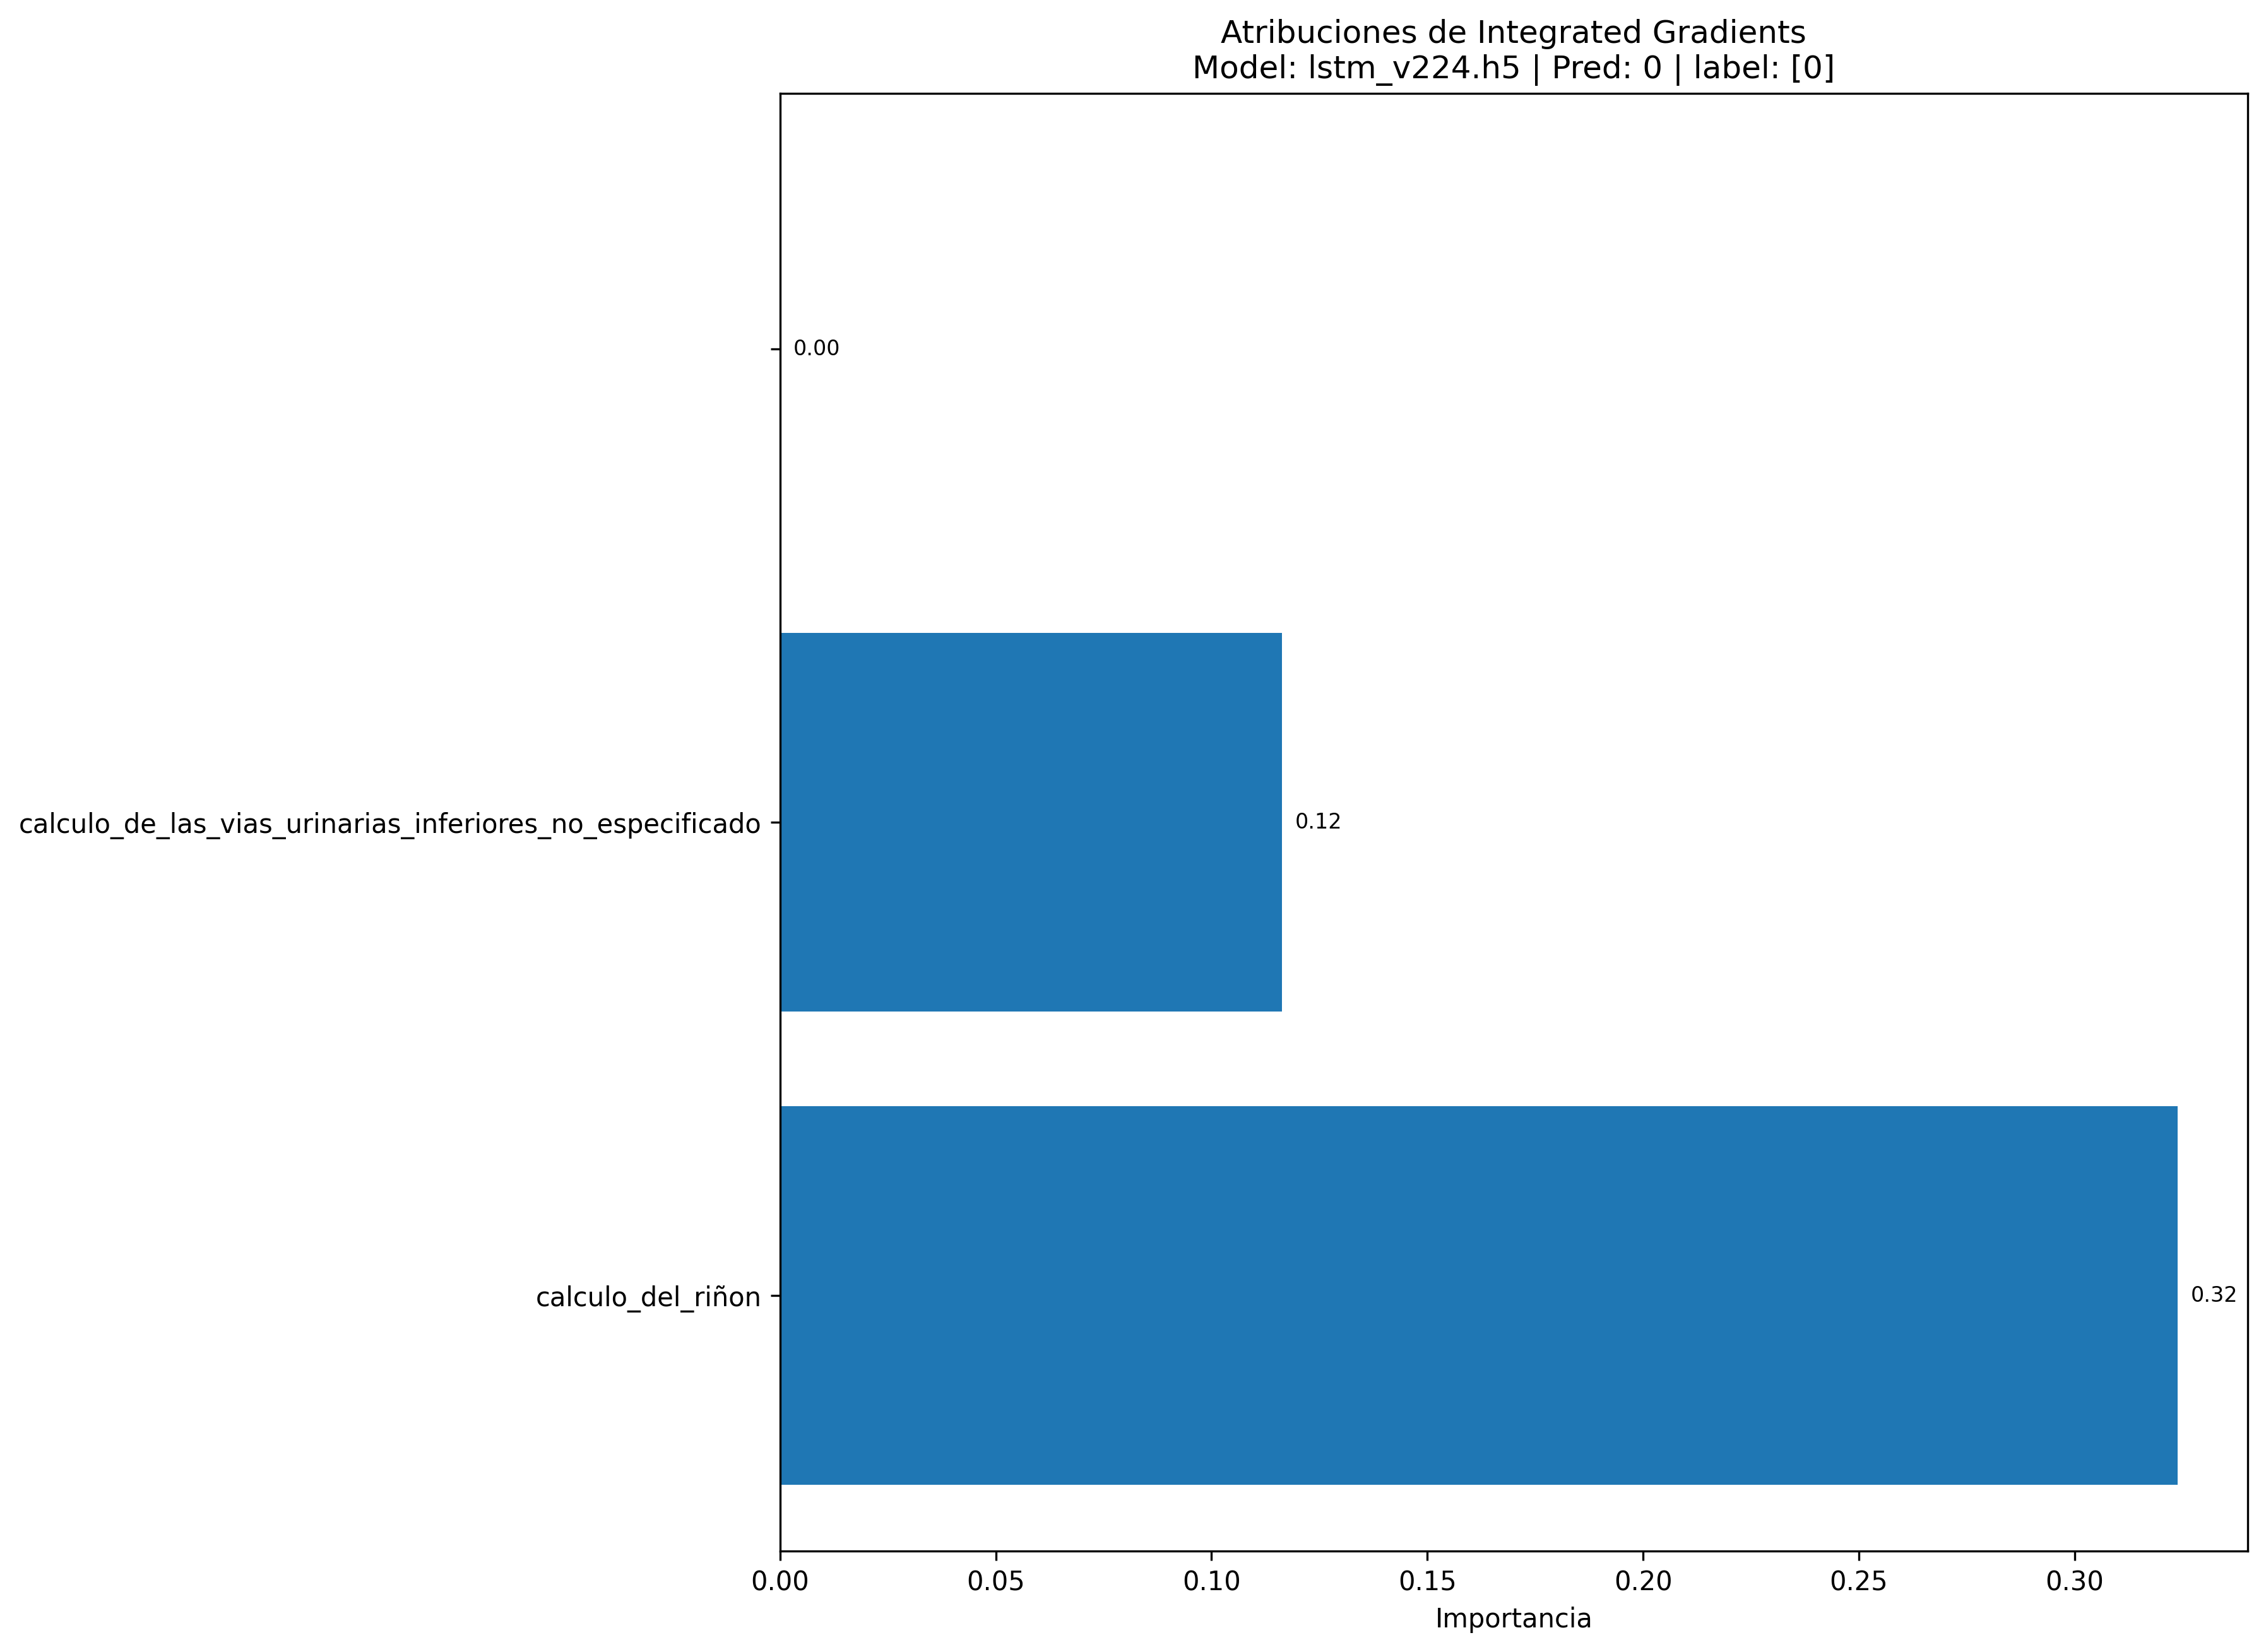 Atribuciones de Integrated Gradients
Model: lstm_v224.h5 | Pred: 0 | label: [0]
0.00
calculo_de_las_vias_urinarias_inferiores_no_especificado
0.12
calculo_del_riñon
0.32
0.00 0.05 0.10 0.15 0.20 0.25 0.30
Importancia